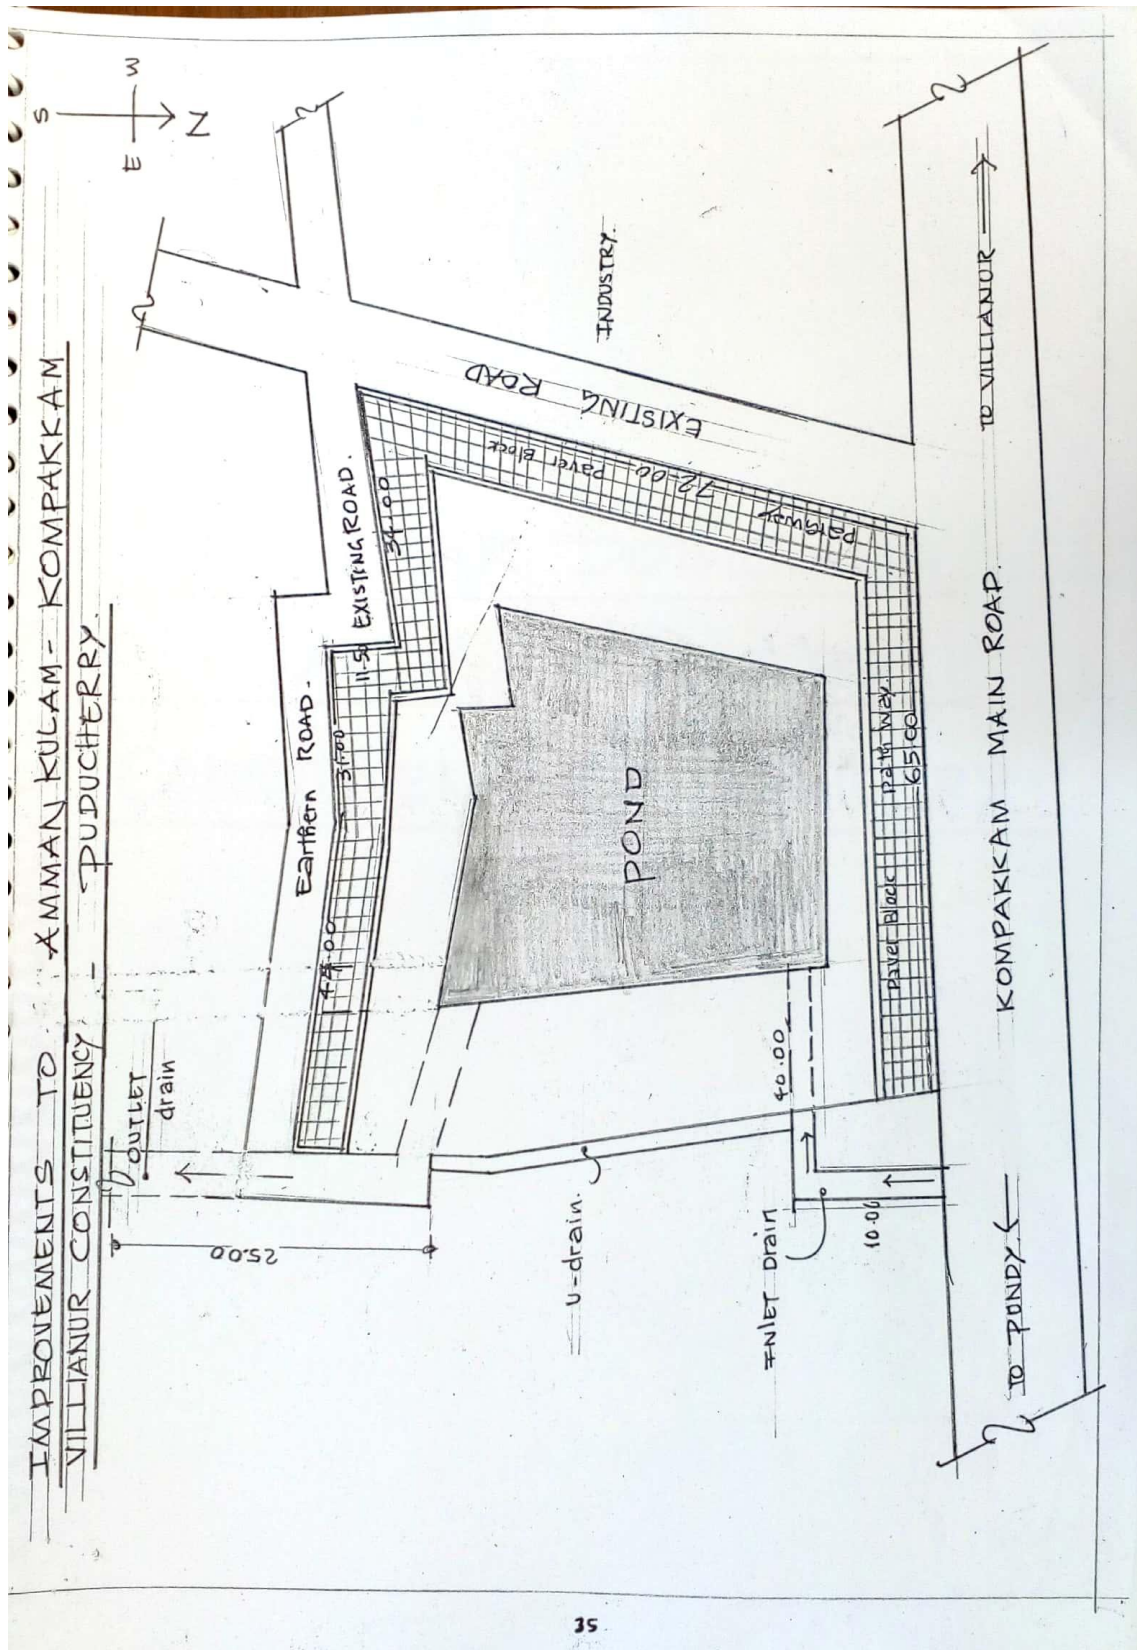 IMPROVEMENTS TO AMMAN KULAM - KOMPAKKAM
VILLIANUR CONSTITUENCY - PUDUCHERRY.
S
W
E
N
OUTLET
drain
25.00
Earthern ROAD.
EXISTING ROAD.
11.50
34.00
31.00
44.00
EXISTING ROAD
INDUSTRY.
Paver Block
72.00
Pathway
POND
U-drain.
INLET Drain
40.00
10.00
Paver Block Pathway.
65.00
TO PONDY
KOMPAKKAM MAIN ROAD.
TO VILLIANUR
35